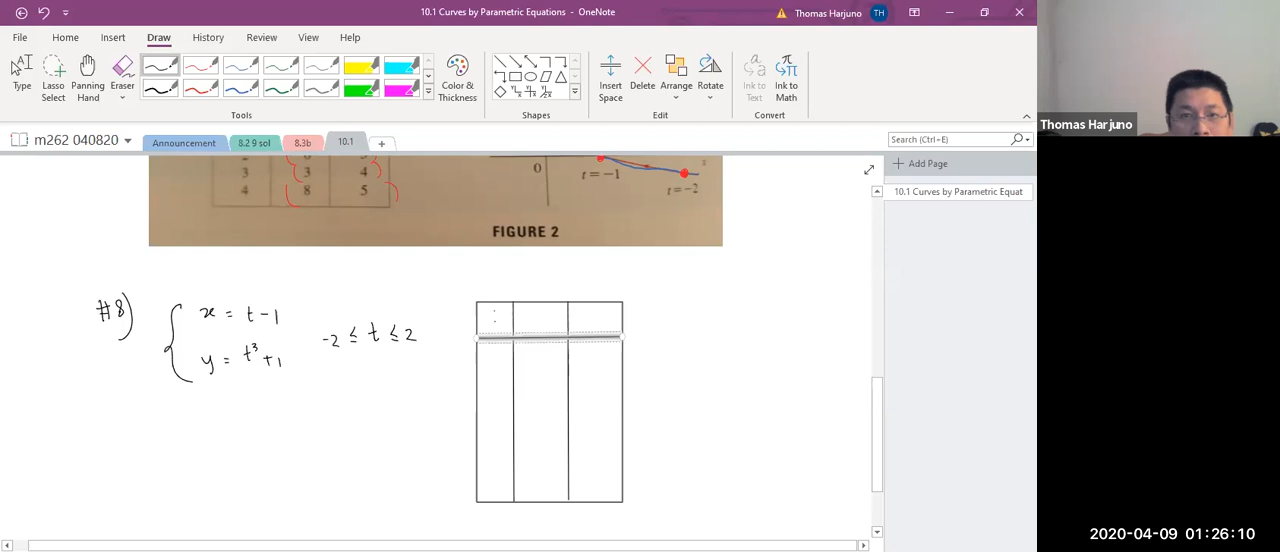 10.1 Curves by Parametric Equations - OneNote
Thomas Harjuno
TH
File
Home
Insert
Draw
History
Review
View
Help
Type
Lasso Select
Panning Hand
Eraser
Color & Thickness
Insert Space
Delete
Arrange
Rotate
Ink to Text
Ink to Math
Tools
Shapes
Edit
Convert
Thomas Harjuno
m262 040820
Announcement
8.2 9 sol
8.3b
10.1
Search (Ctrl+E)
Add Page
10.1 Curves by Parametric Equat
3 3 4
4 8 5
0
t = −1
t = −2
FIGURE 2
#8)
x = t - 1
y = t³ + 1
-2 ≤ t ≤ 2
2020-04-09 01:26:10